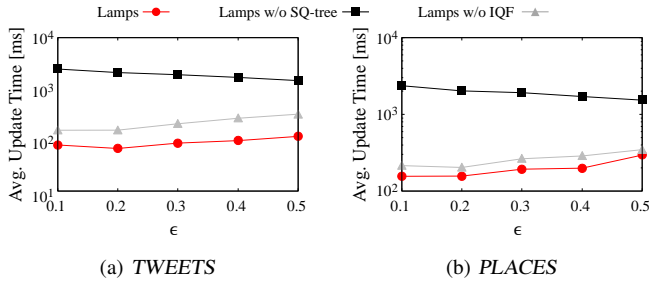 Lamps Lamps w/o SQ-tree Lamps w/o IQF
Avg. Update Time [ms]
10^4
10^3
10^2
10^1
0.1 0.2 0.3 0.4 0.5
ϵ
(a) TWEETS
Avg. Update Time [ms]
10^4
10^3
10^2
0.1 0.2 0.3 0.4 0.5
ϵ
(b) PLACES